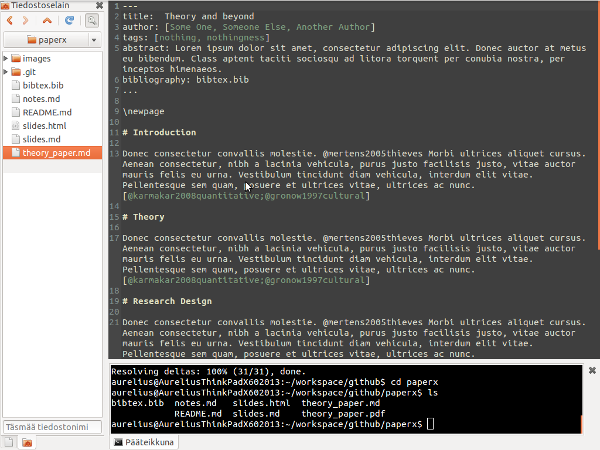 Tiedostoselain
paperx
images
.git
bibtex.bib
notes.md
README.md
slides.html
slides.md
theory_paper.md
Täsmää tiedostonimi
1 ---
2 title:  Theory and beyond
3 author: [Some One, Someone Else, Another Author]
4 tags: [nothing, nothingness]
5 abstract: Lorem ipsum dolor sit amet, consectetur adipiscing elit. Donec auctor at metus
eu bibendum. Class aptent taciti sociosqu ad litora torquent per conubia nostra, per
inceptos himenaeos.
6 bibliography: bibtex.bib
7 ...
8
9 \newpage
10
11 # Introduction
12
13 Donec consectetur convallis molestie. @mertens2005thieves Morbi ultrices aliquet cursus.
Aenean consectetur, nibh a lacinia vehicula, purus justo facilisis justo, vitae auctor
mauris felis eu urna. Vestibulum tincidunt diam vehicula, interdum elit vitae.
Pellentesque sem quam, posuere et ultrices vitae, ultrices ac nunc.
[@karmakar2008quantitative;@gronow1997cultural]
14
15 # Theory
16
17 Donec consectetur convallis molestie. @mertens2005thieves Morbi ultrices aliquet cursus.
Aenean consectetur, nibh a lacinia vehicula, purus justo facilisis justo, vitae auctor
mauris felis eu urna. Vestibulum tincidunt diam vehicula, interdum elit vitae.
Pellentesque sem quam, posuere et ultrices vitae, ultrices ac nunc.
[@karmakar2008quantitative;@gronow1997cultural]
18
19 # Research Design
20
21 Donec consectetur convallis molestie. @mertens2005thieves Morbi ultrices aliquet cursus.
Aenean consectetur, nibh a lacinia vehicula, purus justo facilisis justo, vitae auctor
mauris felis eu urna. Vestibulum tincidunt diam vehicula, interdum elit vitae.
Pellentesque sem quam, posuere et ultrices vitae, ultrices ac nunc.
Resolving deltas: 100% (31/31), done.
aurelius@AureliusThinkPadX602013:~/workspace/github$ cd paperx
aurelius@AureliusThinkPadX602013:~/workspace/github/paperx$ ls
bibtex.bib  notes.md   slides.html  theory_paper.md
README.md  slides.md    theory_paper.pdf
aurelius@AureliusThinkPadX602013:~/workspace/github/paperx$
Pääteikkuna